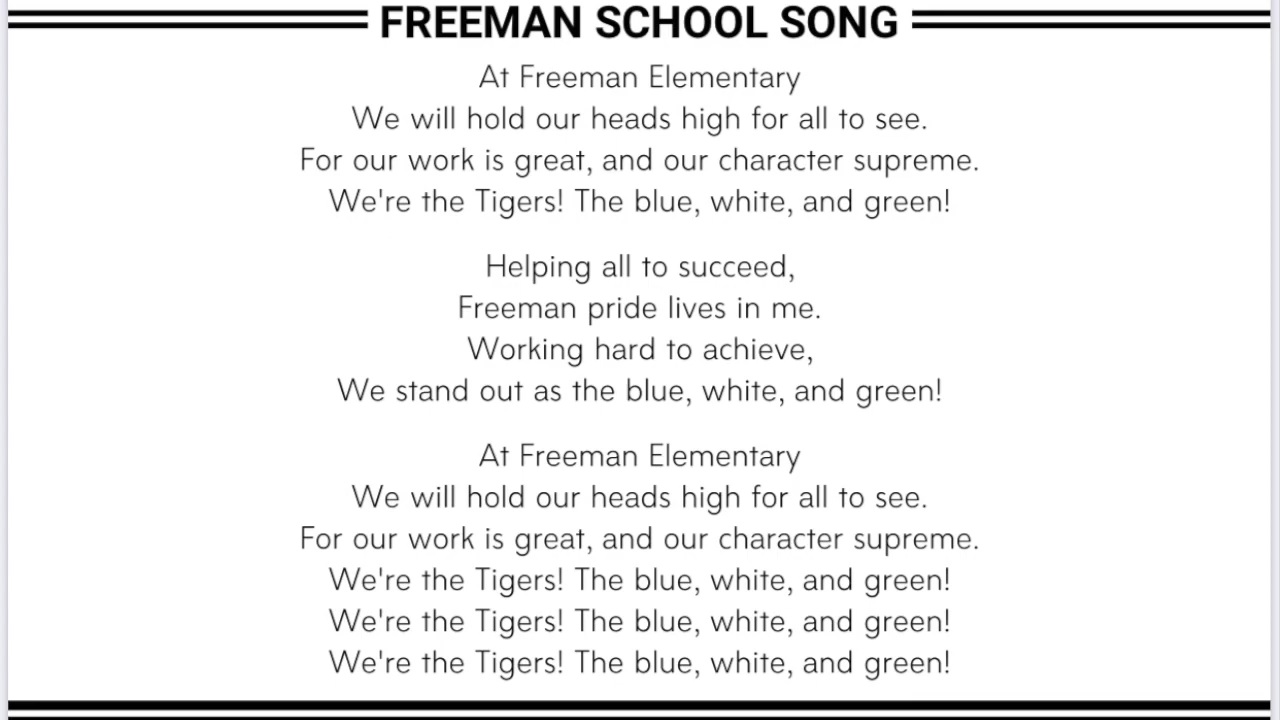 FREEMAN SCHOOL SONG
At Freeman Elementary
We will hold our heads high for all to see.
For our work is great, and our character supreme.
We're the Tigers! The blue, white, and green!
Helping all to succeed,
Freeman pride lives in me.
Working hard to achieve,
We stand out as the blue, white, and green!
At Freeman Elementary
We will hold our heads high for all to see.
For our work is great, and our character supreme.
We're the Tigers! The blue, white, and green!
We're the Tigers! The blue, white, and green!
We're the Tigers! The blue, white, and green!